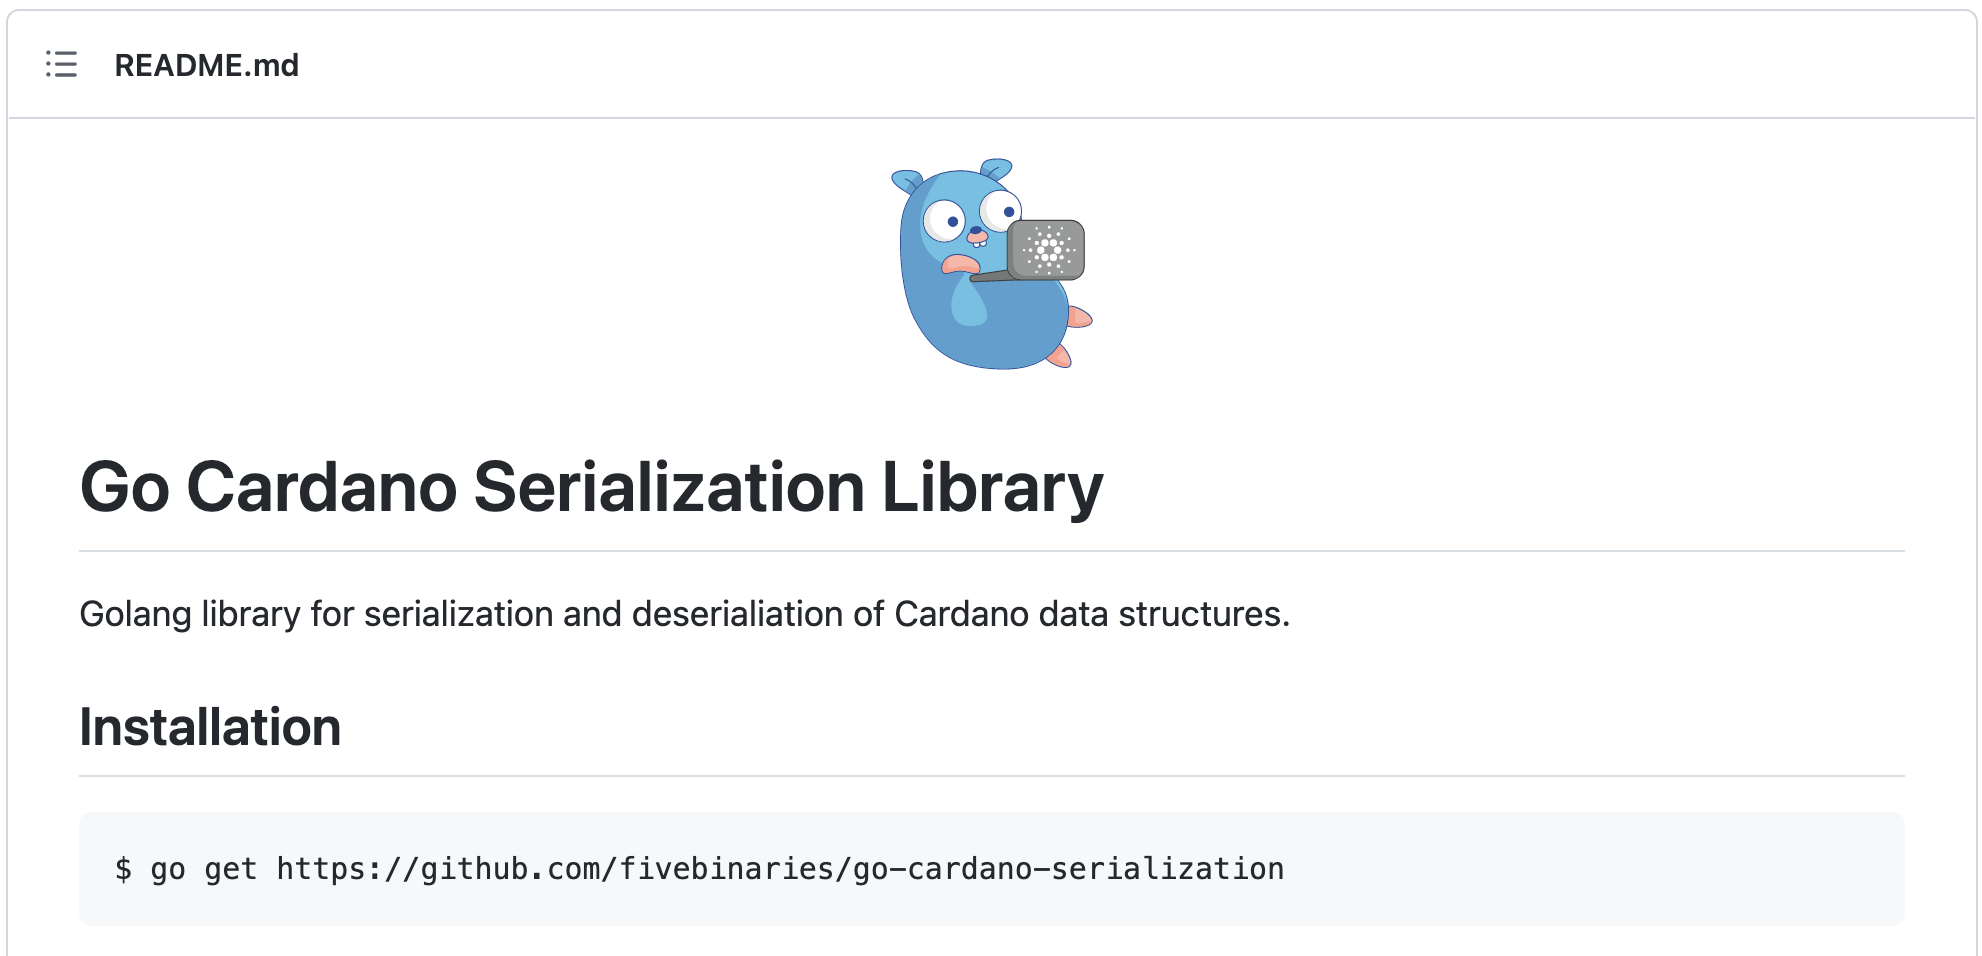 README.md
Go Cardano Serialization Library
Golang library for serialization and deserialiation of Cardano data structures.
Installation
$ go get https://github.com/fivebinaries/go-cardano-serialization